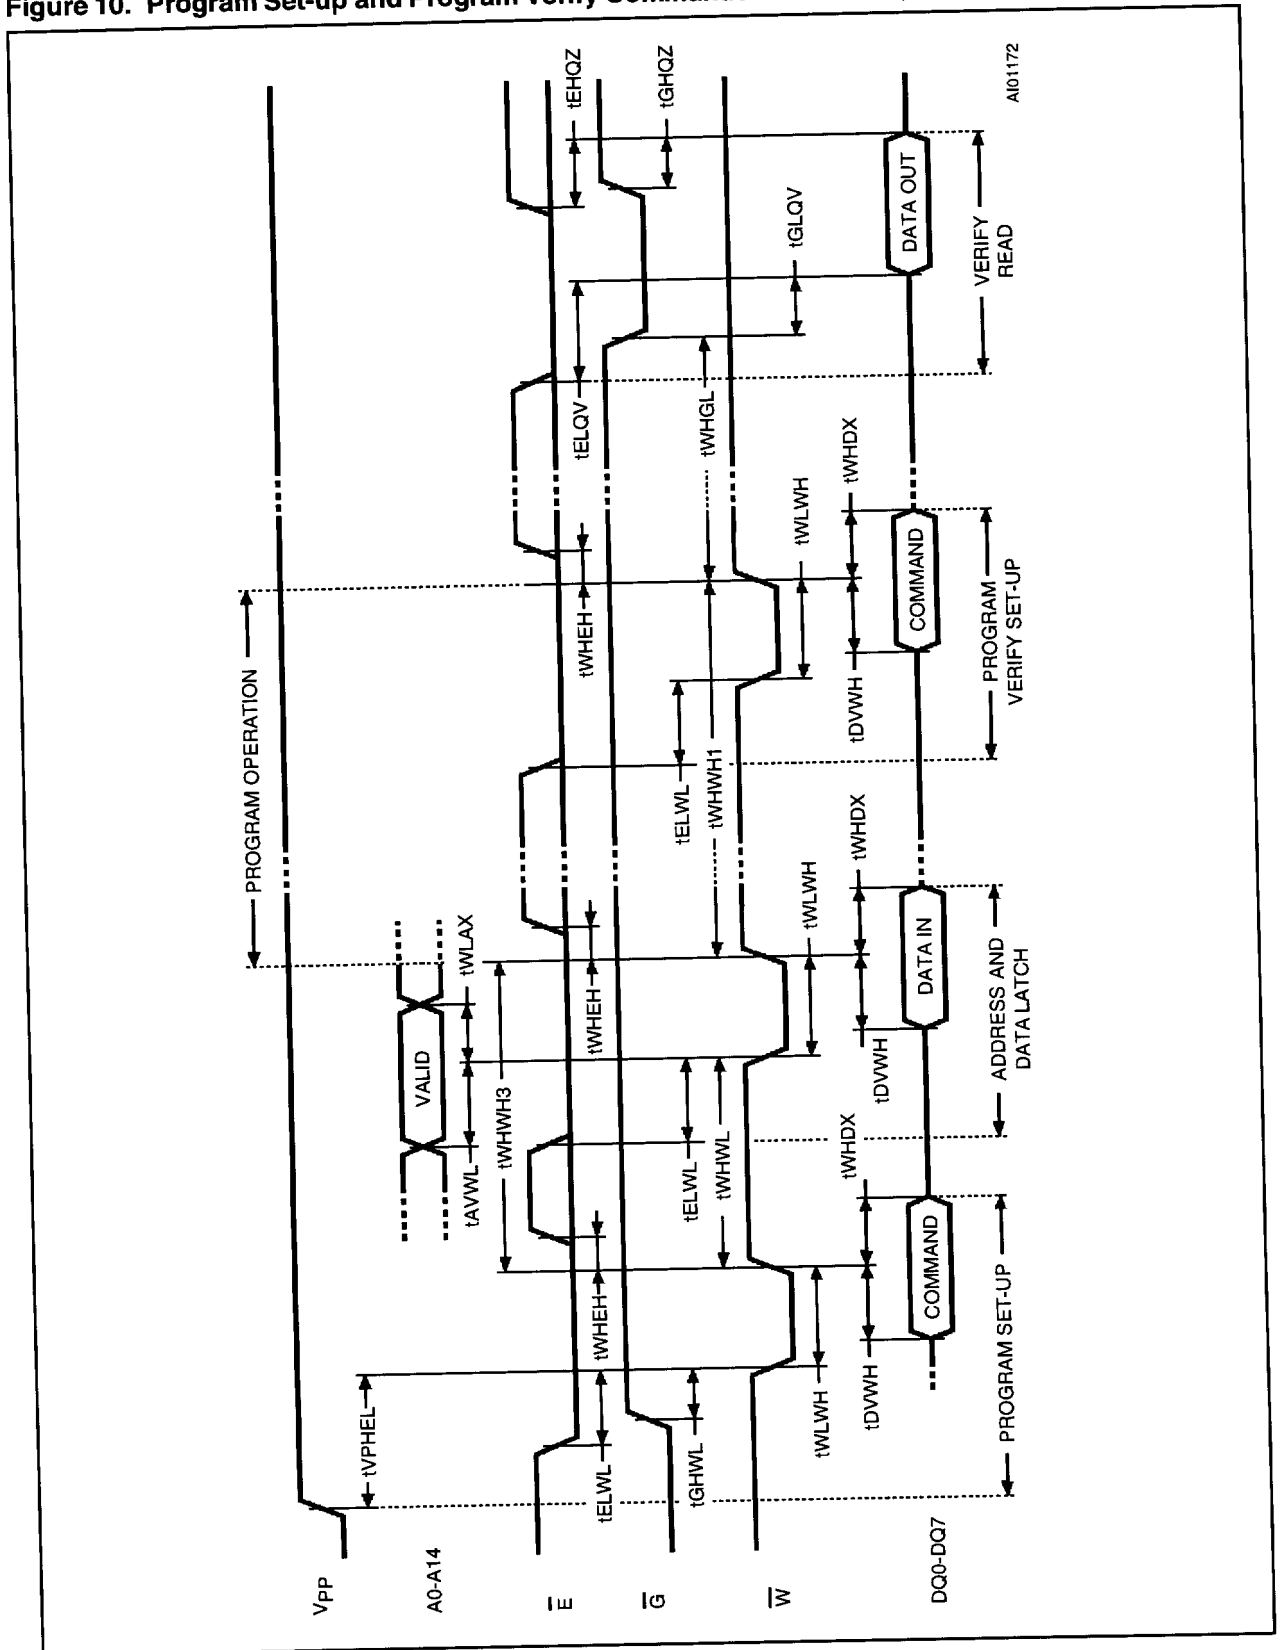 Figure 10. Program Set-up and Program Verify
VPP
A0-A14
E
G
W
DQ0-DQ7
tVPHEL
PROGRAM OPERATION
VALID
tAVWL
tWLAX
tWHWH3
tELWL
tWHEH
tWHEH
tWHEH
tELQV
tEHQZ
tGHWL
tELWL
tELWL
tGHQZ
tWHWL
tWHWH1
tWHGL
tGLQV
tWLWH
tWLWH
tWLWH
tDVWH
tWHDX
tDVWH
tWHDX
tDVWH
tWHDX
COMMAND
DATA IN
COMMAND
DATA OUT
PROGRAM SET-UP
ADDRESS AND
DATA LATCH
PROGRAM
VERIFY SET-UP
VERIFY
READ
AI01172